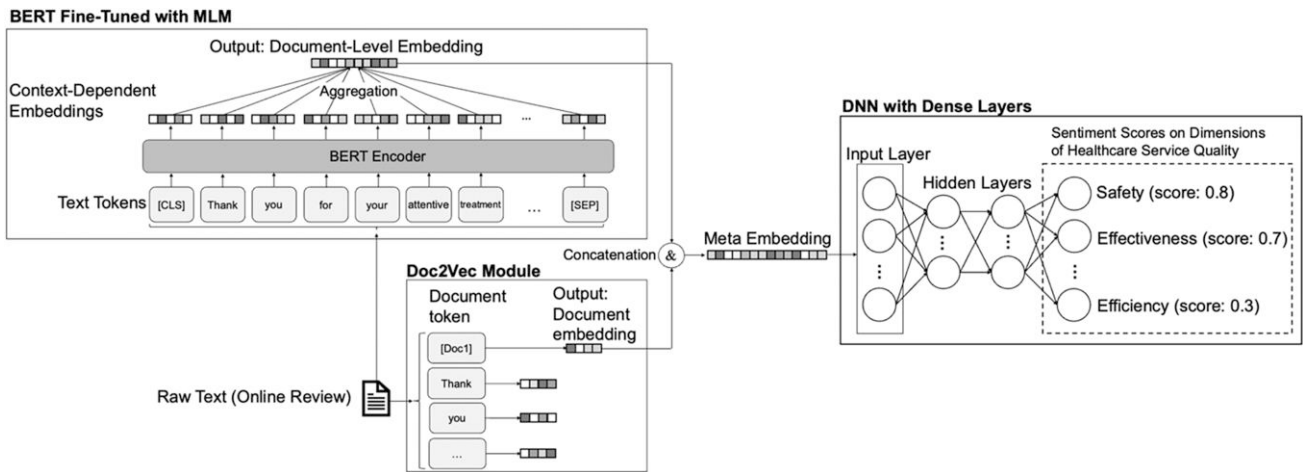 BERT Fine-Tuned with MLM
Output: Document-Level Embedding
Context-Dependent
Embeddings
Aggregation
...
BERT Encoder
Text Tokens
[CLS]
Thank
you
for
your
attentive
treatment
...
[SEP]
Concatenation
&
Meta Embedding
Doc2Vec Module
Document
token
Output:
Document
embedding
[Doc1]
Thank
you
...
Raw Text (Online Review)
DNN with Dense Layers
Sentiment Scores on Dimensions
of Healthcare Service Quality
Input Layer
Hidden Layers
Safety (score: 0.8)
Effectiveness (score: 0.7)
Efficiency (score: 0.3)